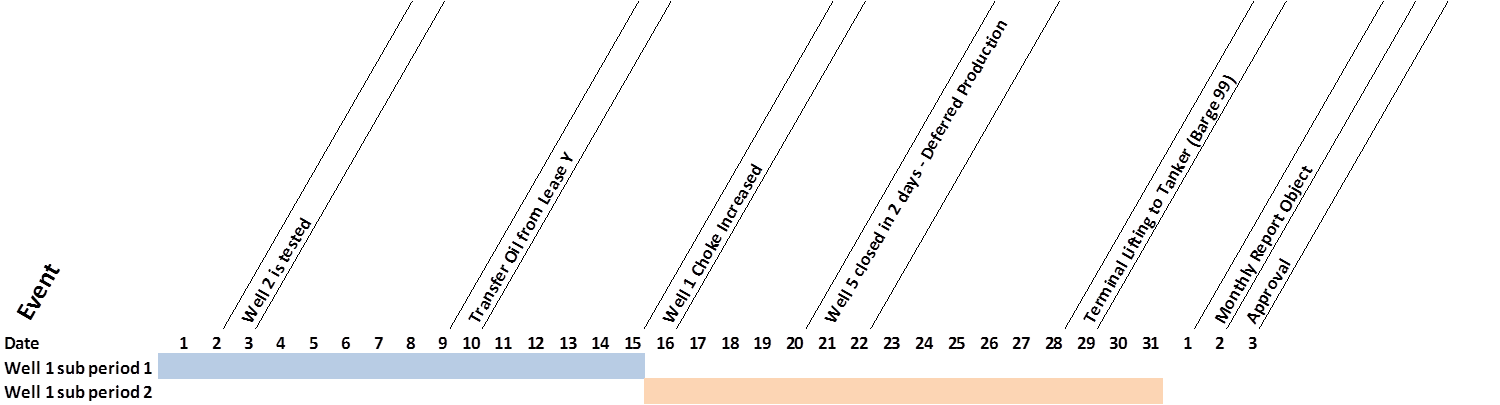 Event
Well 2 is tested
Transfer Oil from Lease Y
Well 1 Choke Increased
Well 5 closed in 2 days - Deferred Production
Terminal Lifting to Tanker (Barge 99)
Monthly Report Object
Approval
Date 1 2 3 4 5 6 7 8 9 10 11 12 13 14 15 16 17 18 19 20 21 22 23 24 25 26 27 28 29 30 31 1 2 3
Well 1 sub period 1
Well 1 sub period 2